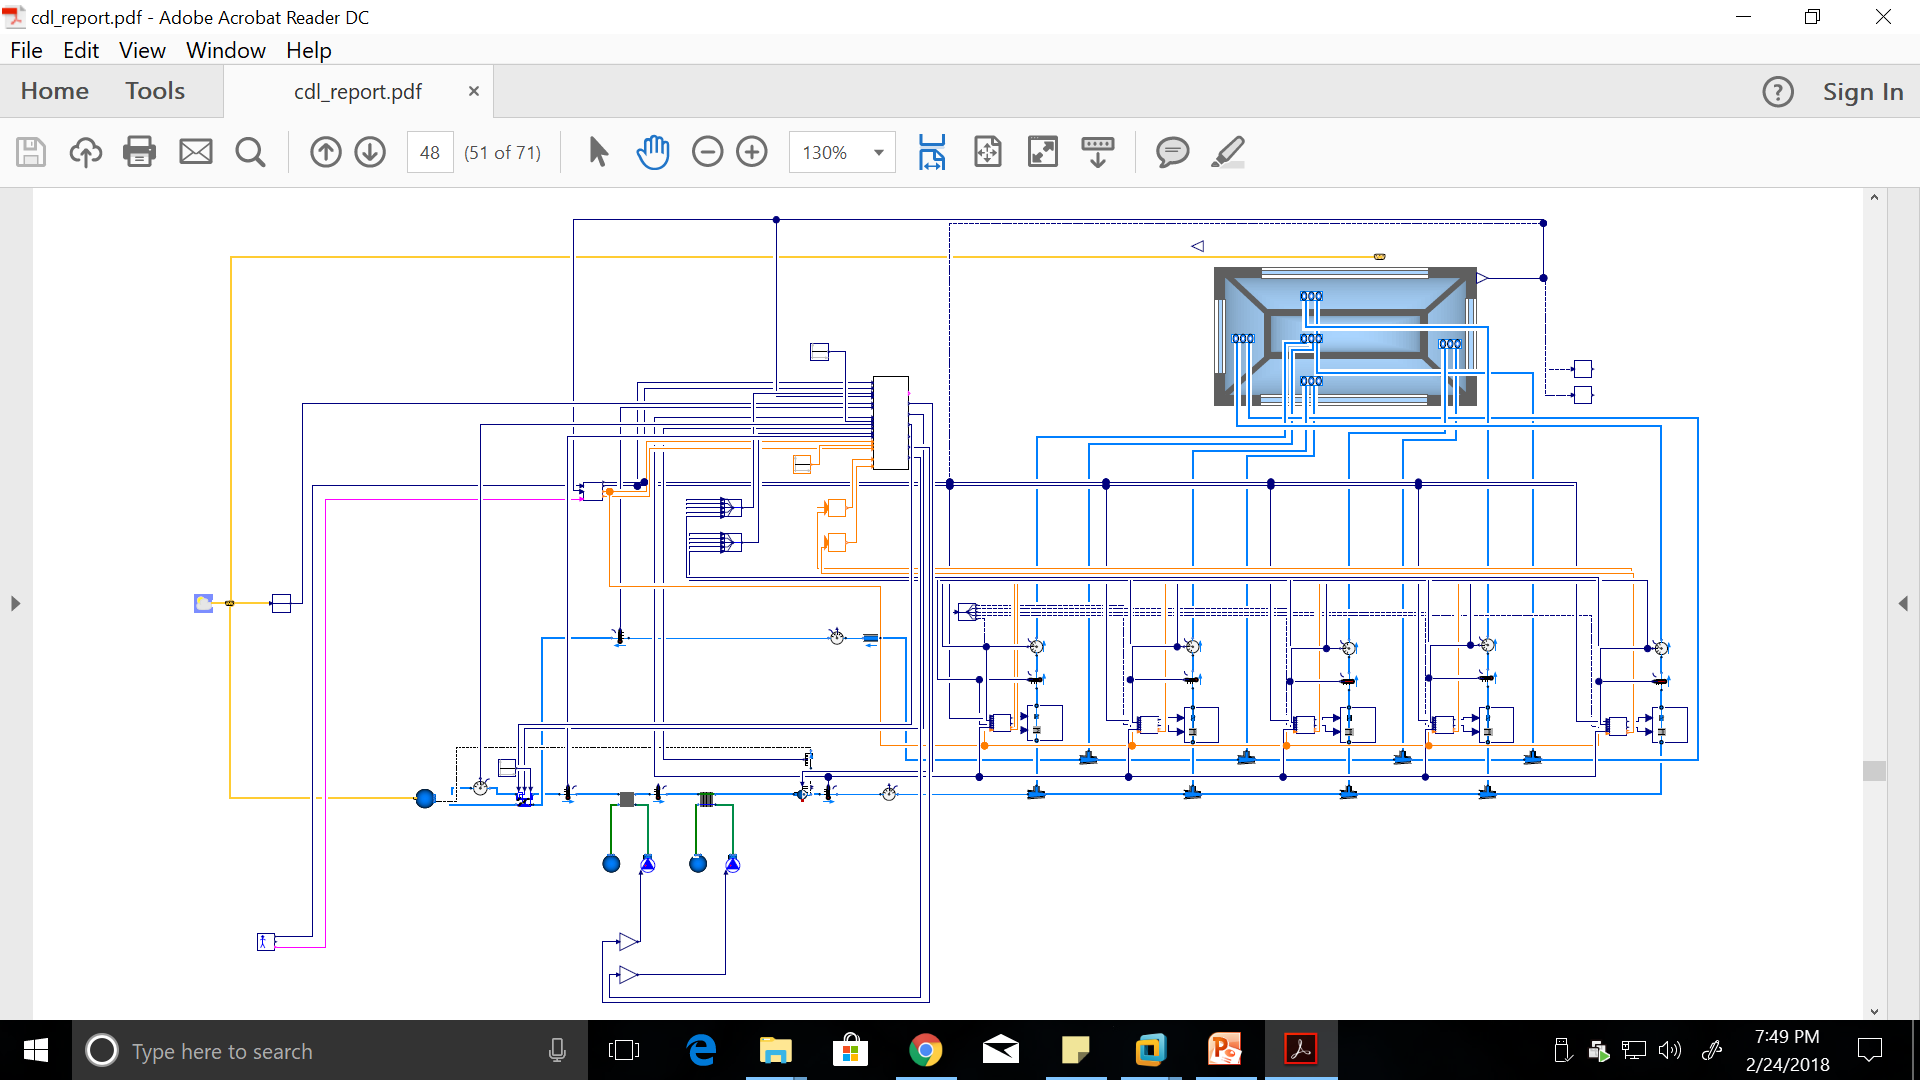 cdl_report.pdf - Adobe Acrobat Reader DC
File Edit View Window Help
Home Tools cdl_report.pdf × ? Sign In
48 (51 of 71) 130%
Type here to search
7:49 PM
2/24/2018